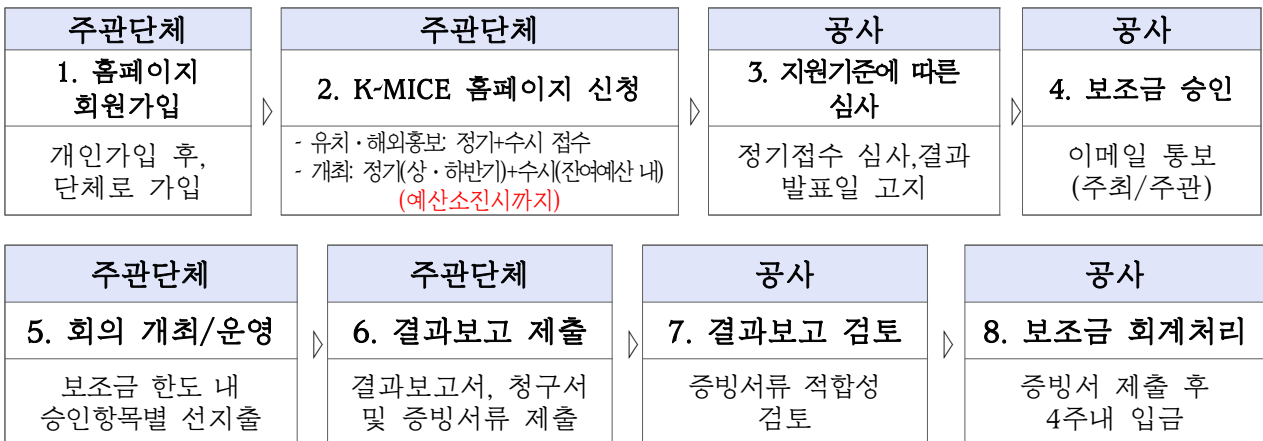 주관단체
1. 홈페이지
회원가입
개인가입 후,
단체로 가입
주관단체
2. K-MICE 홈페이지 신청
- 유치·해외홍보: 정기+수시 접수
- 개최: 정기(상·하반기)+수시(잔여예산 내)
(예산소진시까지)
공사
3. 지원기준에 따른
심사
정기접수 심사,결과
발표일 고지
공사
4. 보조금 승인
이메일 통보
(주최/주관)
주관단체
5. 회의 개최/운영
보조금 한도 내
승인항목별 선지출
주관단체
6. 결과보고 제출
결과보고서, 청구서
및 증빙서류 제출
공사
7. 결과보고 검토
증빙서류 적합성
검토
공사
8. 보조금 회계처리
증빙서 제출 후
4주내 입금